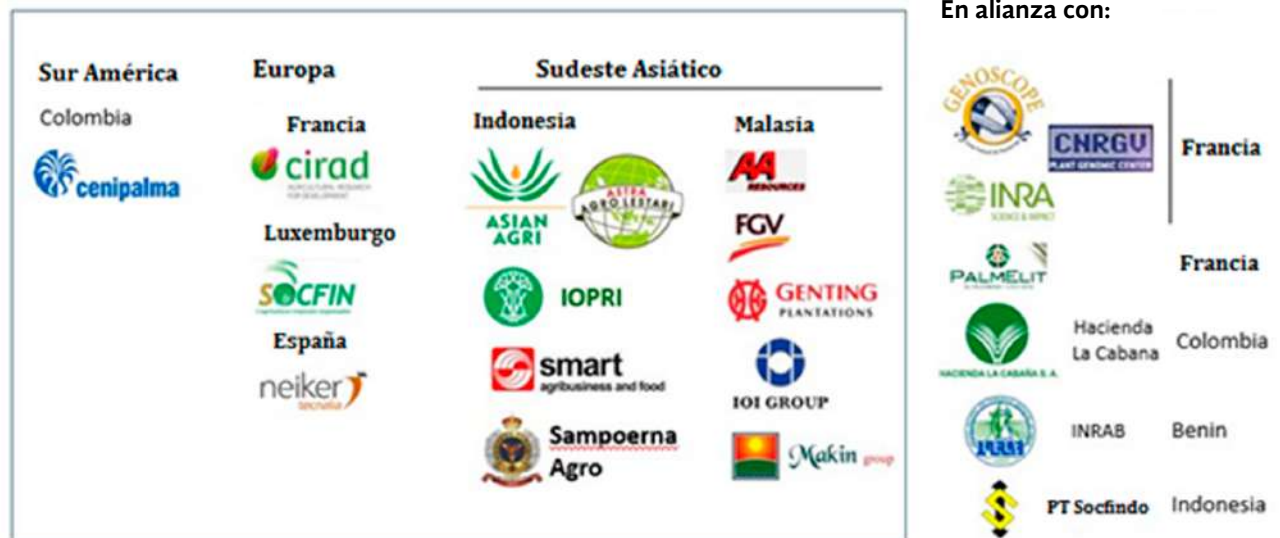 En alianza con:
Sur América
Colombia
cenipalma
Europa
Francia
cirad
AGRICULTURAL RESEARCH
FOR DEVELOPMENT
Luxemburgo
SOCFIN
España
neiker
tecnalia
Sudeste Asiático
Indonesia
ASIAN
AGRI
ASTRA
AGRO LESTARI
IOPRI
smart
agribusiness and food
Sampoerna
Agro
Malasia
AA
RESOURCES
FGV
GENTING
PLANTATIONS
IOI GROUP
Makin group
GENOSCOPE
CNRGV
PLANT GENOMIC CENTER
INRA
SCIENCE & IMPACT
Francia
PALMELIT
Francia
HACIENDA LA CABAÑA S. A.
Hacienda
La Cabana
Colombia
INRAB
Benin
PT Socfindo
Indonesia